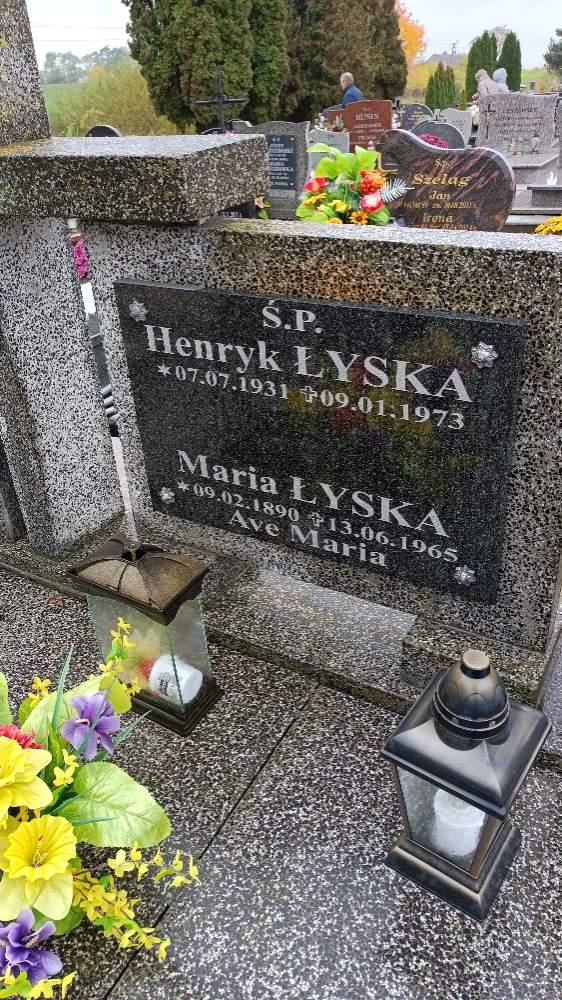 Ś.P.
Henryk ŁYSKA
*07.07.1931 ✝09.01.1973
Maria ŁYSKA
*09.02.1890 ✝13.06.1965
Ave Maria
RUSIN
Ś.P.
Szeląg
Jan
Irena